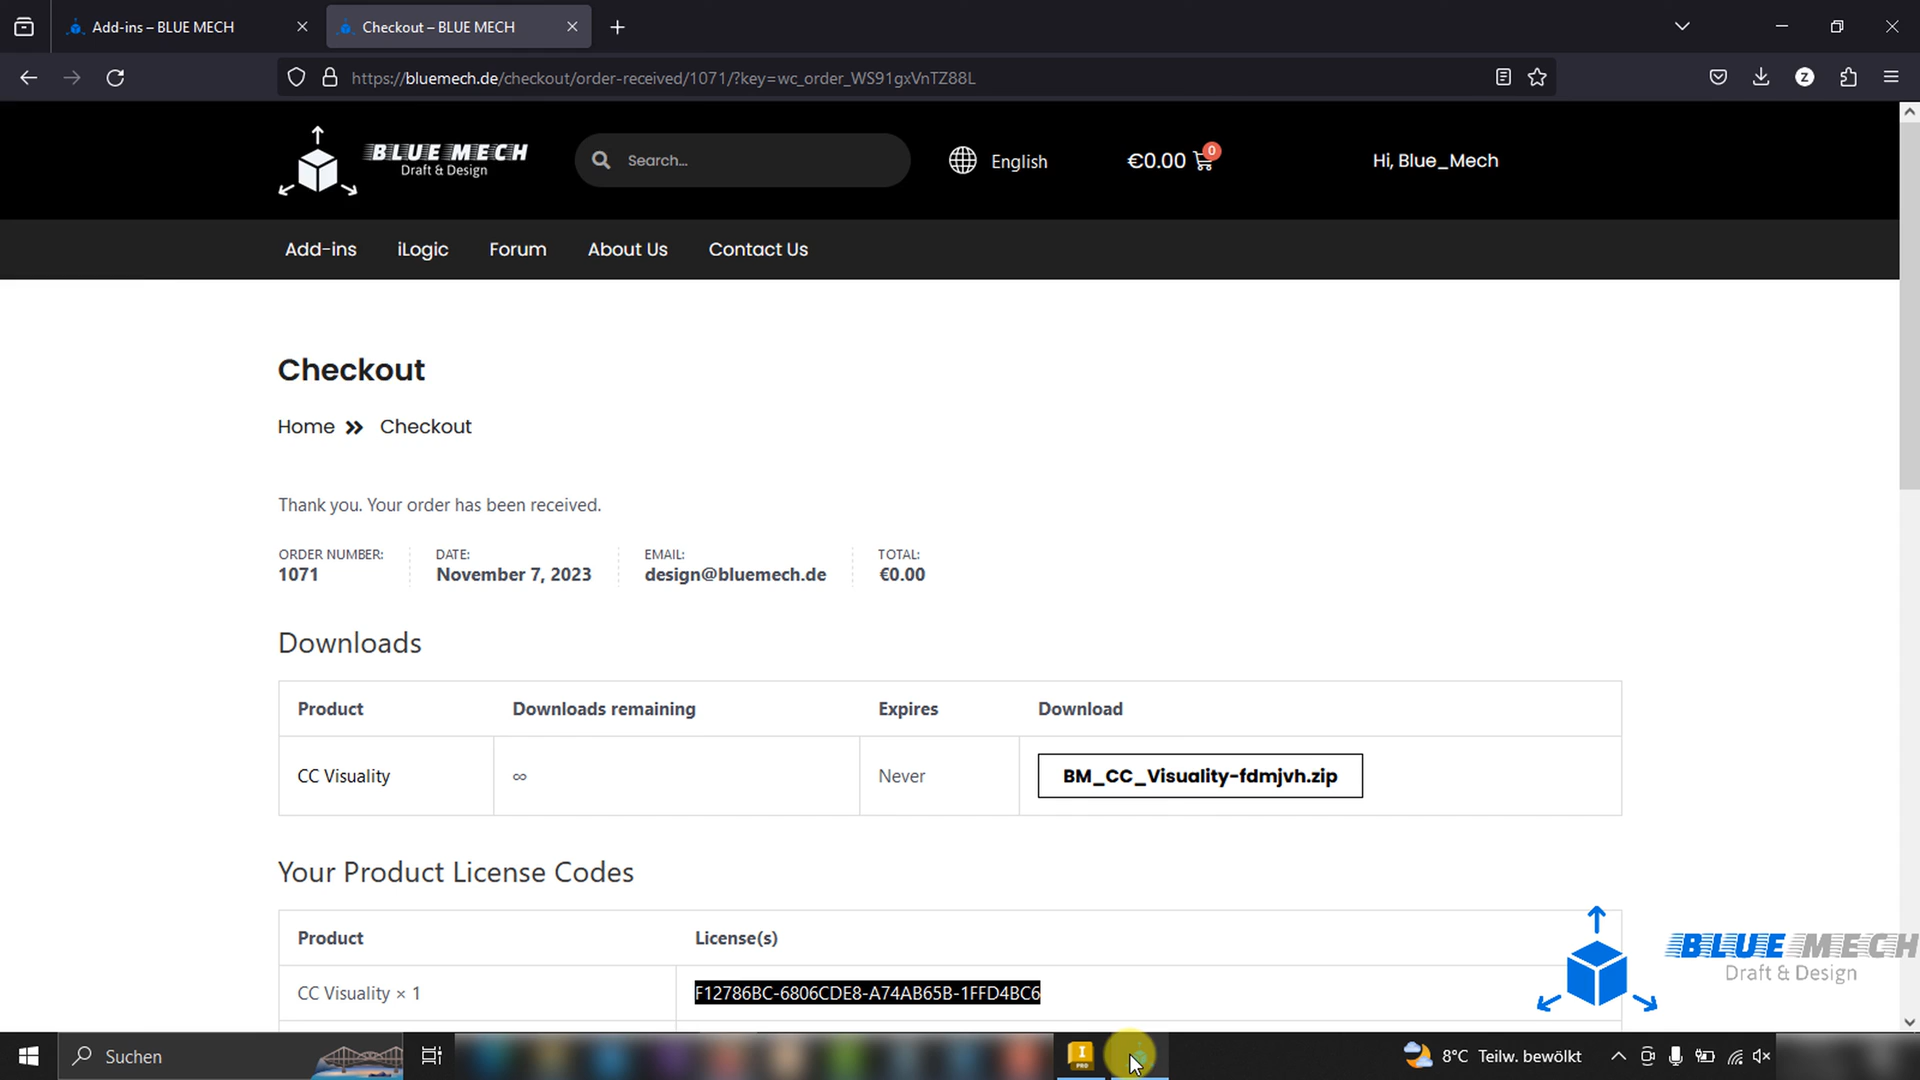 Add-ins – BLUE MECH
Checkout – BLUE MECH
https://bluemech.de/checkout/order-received/1071/?key=wc_order_WS91gxVnTZ88L
Z
BLUE MECH
Draft & Design
Search...
English
€0.00
0
Hi, Blue_Mech
Add-ins iLogic Forum About Us Contact Us
Checkout
Home » Checkout
Thank you. Your order has been received.
ORDER NUMBER: DATE: EMAIL: TOTAL:
1071 November 7, 2023 design@bluemech.de €0.00
Downloads
Product Downloads remaining Expires Download
CC Visuality ∞ Never BM_CC_Visuality-fdmjvh.zip
Your Product License Codes
Product License(s)
CC Visuality × 1 F12786BC-6806CDE8-A74AB65B-1FFD4BC6
BLUE MECH
Draft & Design
Suchen
I
PRO
8°C Teilw. bewölkt